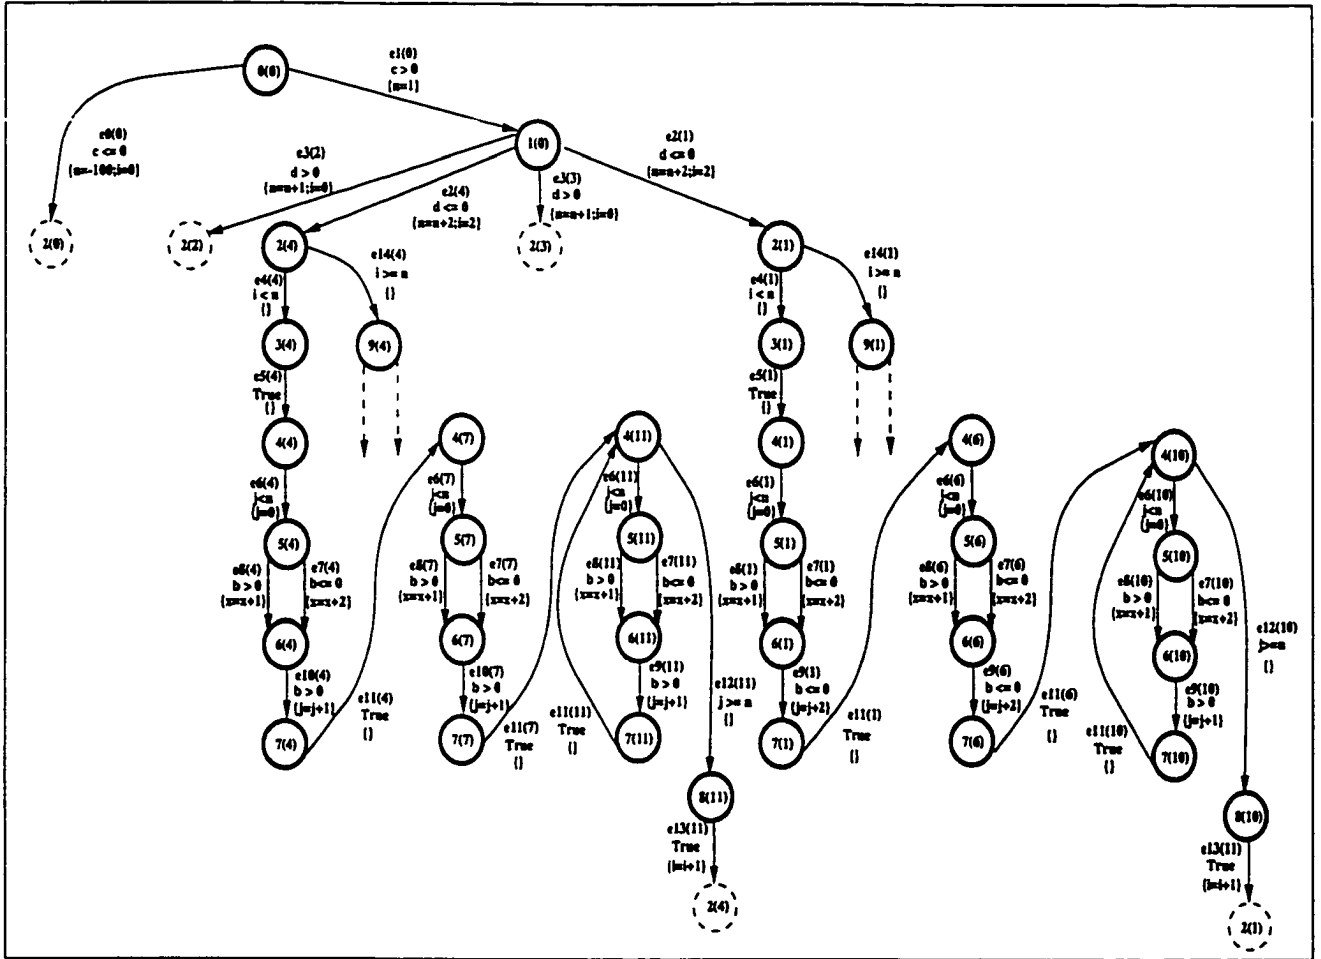 0(0)
e1(0)
c > 0
{n=1}
e0(0)
c <= 0
{n=-100;i=0}
2(0)
1(0)
e3(2)
d > 0
{n=n+1;i=0}
2(2)
e2(4)
d <= 0
{n=n+2;i=2}
e3(3)
d > 0
{n=n+1;i=0}
2(3)
e2(1)
d <= 0
{n=n+2;i=2}
2(4)
e14(4)
i >= n
{}
e4(4)
i < n
{}
3(4)
9(4)
e5(4)
True
{}
4(4)
e6(4)
j<n
{j=0}
5(4)
e8(4)
b > 0
{x=x+1}
e7(4)
b<= 0
{x=x+2}
6(4)
e10(4)
b > 0
{j=j+1}
7(4)
e11(4)
True
{}
4(7)
e6(7)
j<n
{j=0}
5(7)
e8(7)
b > 0
{x=x+1}
e7(7)
b<= 0
{x=x+2}
6(7)
e10(7)
b > 0
{j=j+1}
7(7)
e11(7)
True
{}
4(11)
e6(11)
j<n
{j=0}
5(11)
e8(11)
b > 0
{x=x+1}
e7(11)
b<= 0
{x=x+2}
6(11)
e9(11)
b > 0
{j=j+1}
7(11)
e11(11)
True
{}
e12(11)
j >= n
{}
8(11)
e13(11)
True
{i=i+1}
2(4)
2(1)
e14(1)
i >= n
{}
e4(1)
i < n
{}
3(1)
9(1)
e5(1)
True
{}
4(1)
e6(1)
j<n
{j=0}
5(1)
e8(1)
b > 0
{x=x+1}
e7(1)
b<= 0
{x=x+2}
6(1)
e9(1)
b <= 0
{j=j+2}
7(1)
e11(1)
True
{}
4(6)
e6(6)
j<n
{j=0}
5(6)
e8(6)
b > 0
{x=x+1}
e7(6)
b<= 0
{x=x+2}
6(6)
e9(6)
b <= 0
{j=j+2}
7(6)
e11(6)
True
{}
4(10)
e6(10)
j<n
{j=0}
5(10)
e8(10)
b > 0
{x=x+1}
e7(10)
b<= 0
{x=x+2}
6(10)
e9(10)
b > 0
{j=j+1}
7(10)
e11(10)
True
{}
e12(10)
j>=n
{}
8(10)
e13(11)
True
{i=i+1}
2(1)